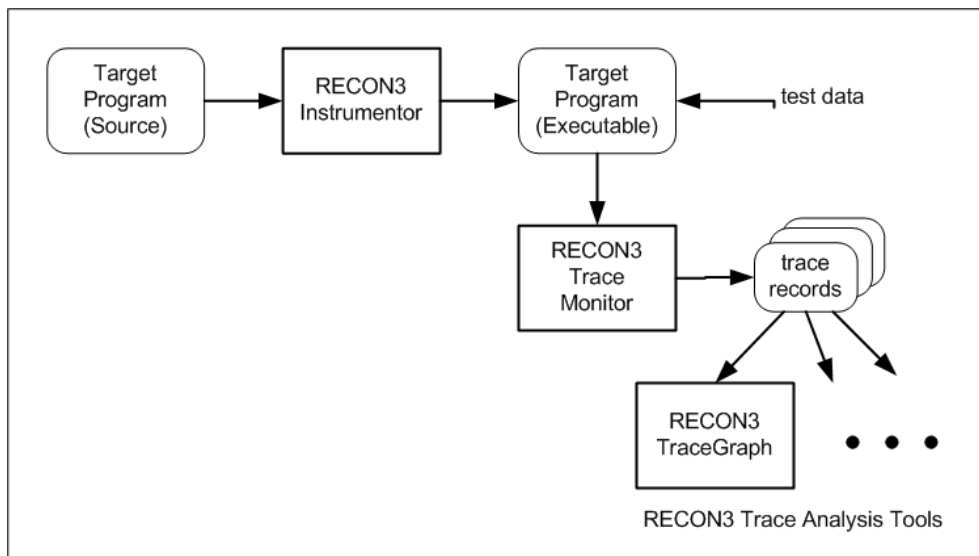 Target
Program
(Source)
RECON3
Instrumentor
Target
Program
(Executable)
test data
RECON3
Trace
Monitor
trace
records
RECON3
TraceGraph
RECON3 Trace Analysis Tools